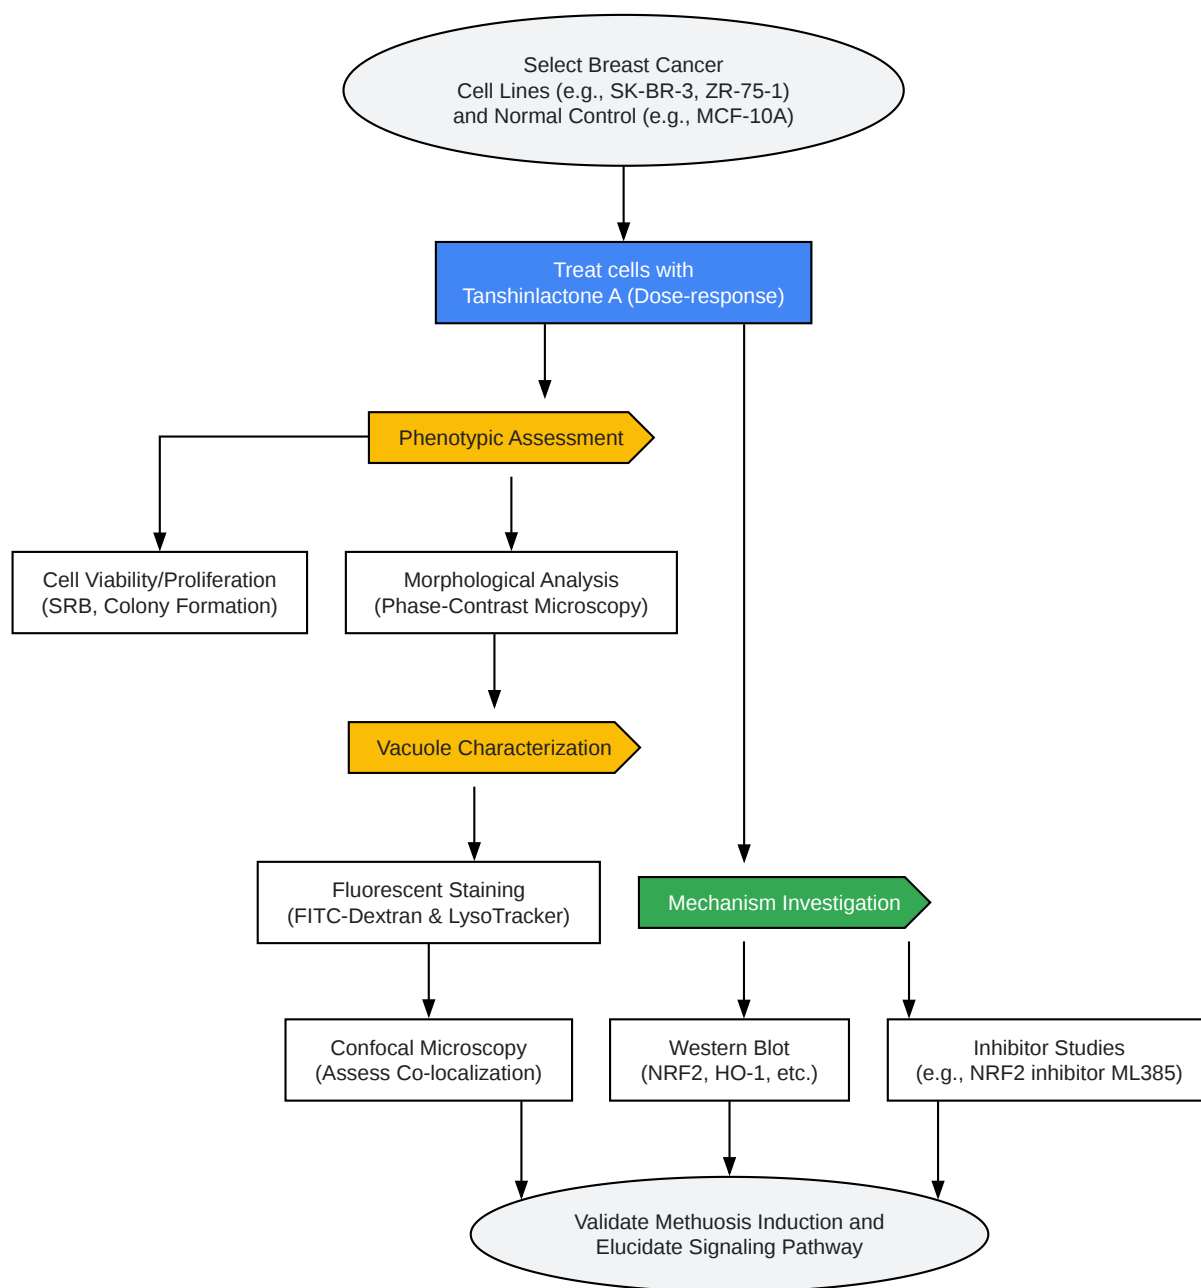 Select Breast Cancer
Cell Lines (e.g., SK-BR-3, ZR-75-1)
and Normal Control (e.g., MCF-10A)
Treat cells with
Tanshinlactone A (Dose-response)
Phenotypic Assessment
Cell Viability/Proliferation
(SRB, Colony Formation)
Morphological Analysis
(Phase-Contrast Microscopy)
Vacuole Characterization
Fluorescent Staining
(FITC-Dextran & LysoTracker)
Mechanism Investigation
Confocal Microscopy
(Assess Co-localization)
Western Blot
(NRF2, HO-1, etc.)
Inhibitor Studies
(e.g., NRF2 inhibitor ML385)
Validate Methuosis Induction and
Elucidate Signaling Pathway